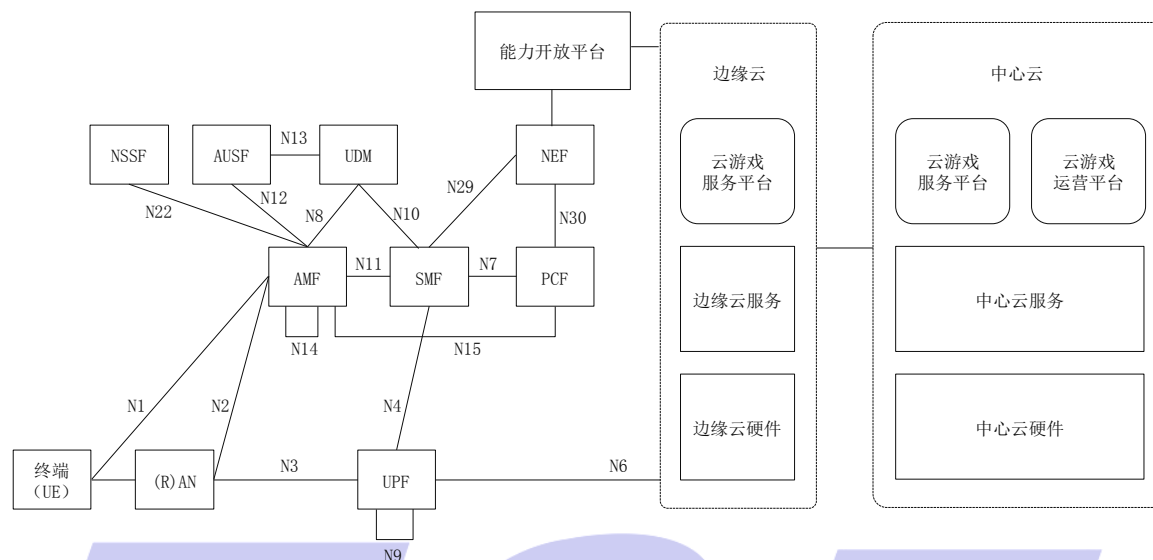 能力开放平台
边缘云
中心云
NSSF
AUSF
N13
UDM
NEF
云游戏
服务平台
云游戏
服务平台
云游戏
运营平台
N22
N12
N8
N10
N29
N30
AMF
N11
SMF
N7
PCF
边缘云服务
中心云服务
N14
N15
N1
N2
N4
边缘云硬件
中心云硬件
终端
（UE）
(R)AN
N3
UPF
N6
N9